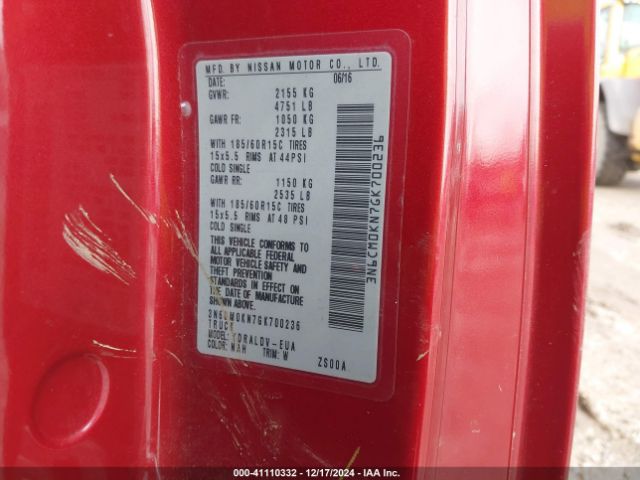 MFD. BY NISSAN MOTOR CO., LTD.
DATE: 06/16
GVWR: 2155 KG
4751 LB
GAWR FR: 1050 KG
2315 LB
WITH 185/60R15C TIRES
15x5.5 RIMS AT 44PSI
COLD SINGLE
GAWR RR: 1150 KG
2535 LB
WITH 185/60R15C TIRES
15x5.5 RIMS AT 48 PSI
COLD SINGLE
THIS VEHICLE CONFORMS TO
ALL APPLICABLE FEDERAL
MOTOR VEHICLE SAFETY AND
THEFT PREVENTION
STANDARDS IN EFFECT ON
THE DATE OF MANUFACTURE
SHOWN ABOVE
3N6CM0KN7GK700236
TRUCK
MODEL: DRALDV-EUA
COLOR: NAH TRIM: W ZS00A
3N6CM0KN7GK700236
000-41110332 - 12/17/2024 - IAA Inc.